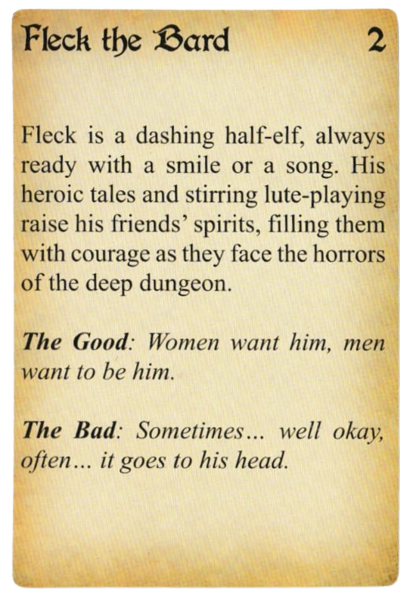 Fleck the Bard 2
Fleck is a dashing half-elf, always
ready with a smile or a song. His
heroic tales and stirring lute-playing
raise his friends’ spirits, filling them
with courage as they face the horrors
of the deep dungeon.
The Good: Women want him, men
want to be him.
The Bad: Sometimes... well okay,
often... it goes to his head.